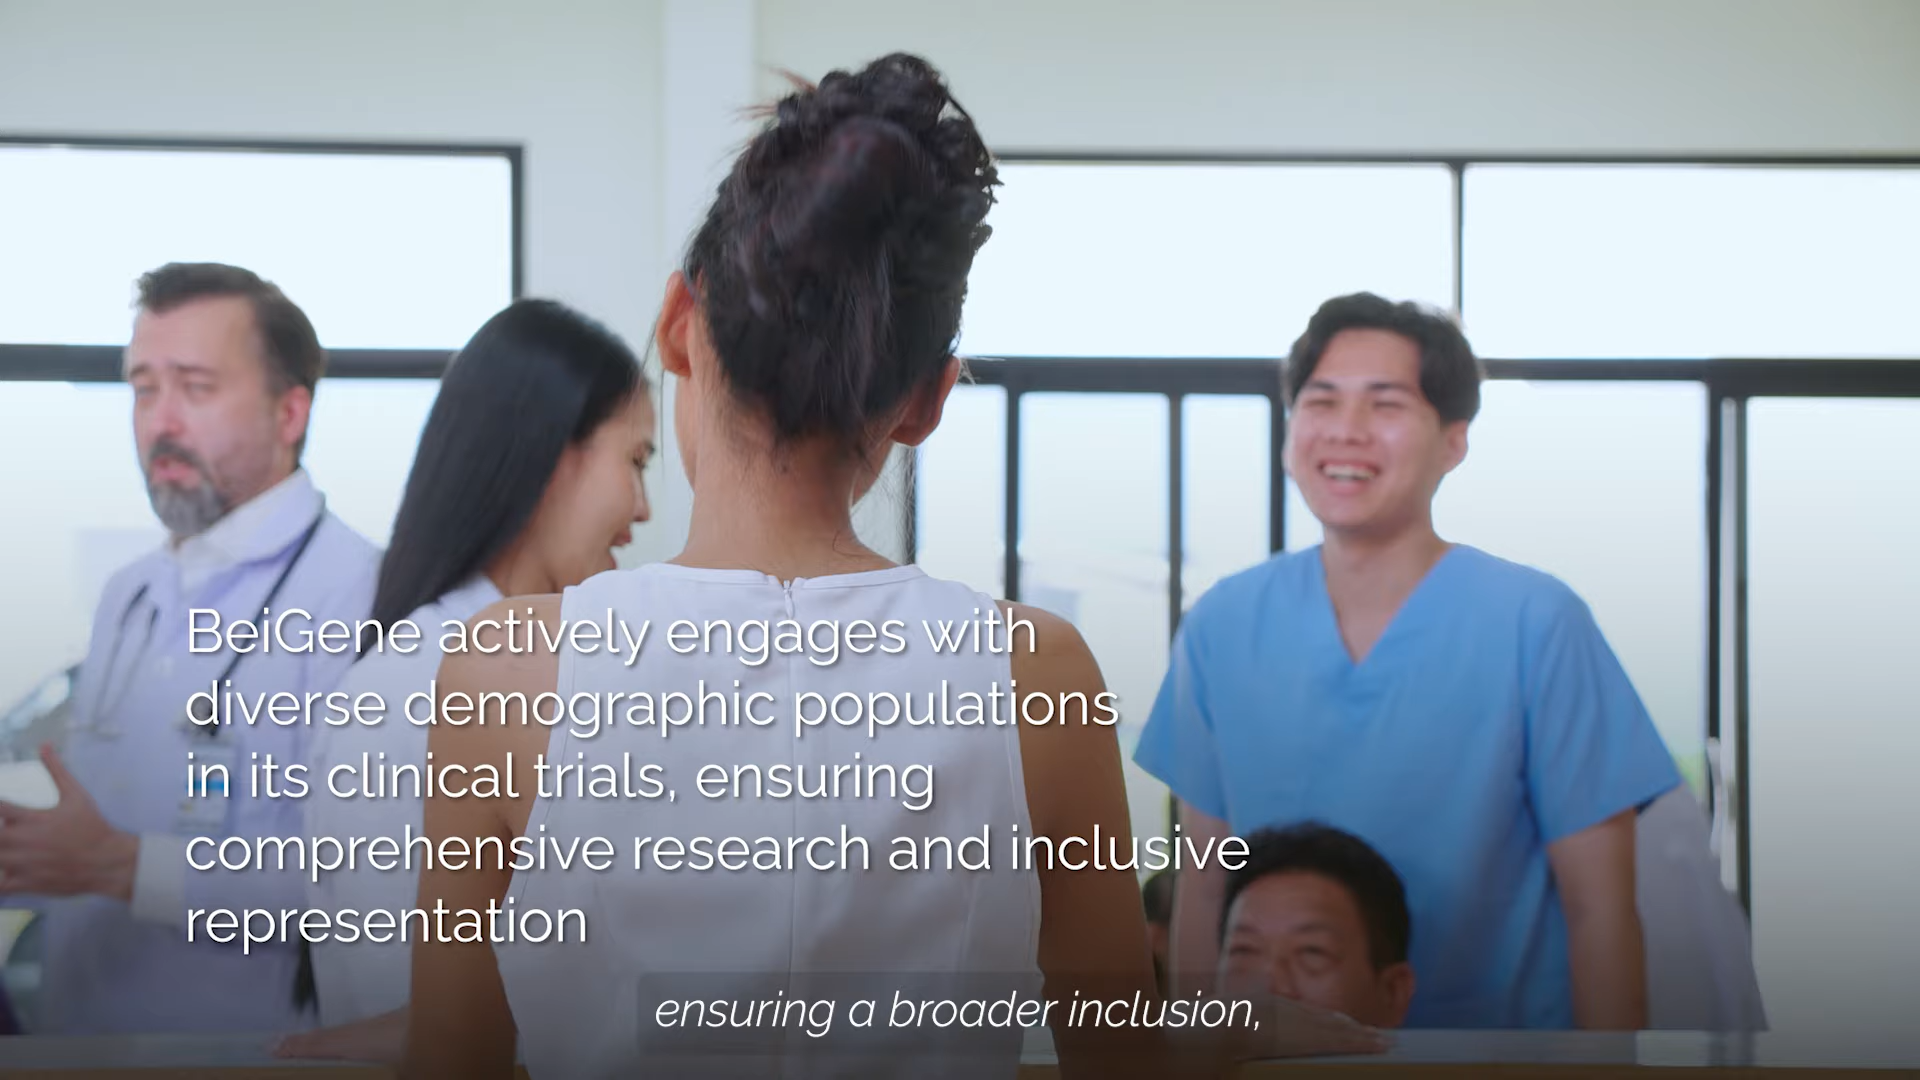 BeiGene actively engages with
diverse demographic populations
in its clinical trials, ensuring
comprehensive research and inclusive
representation
ensuring a broader inclusion,